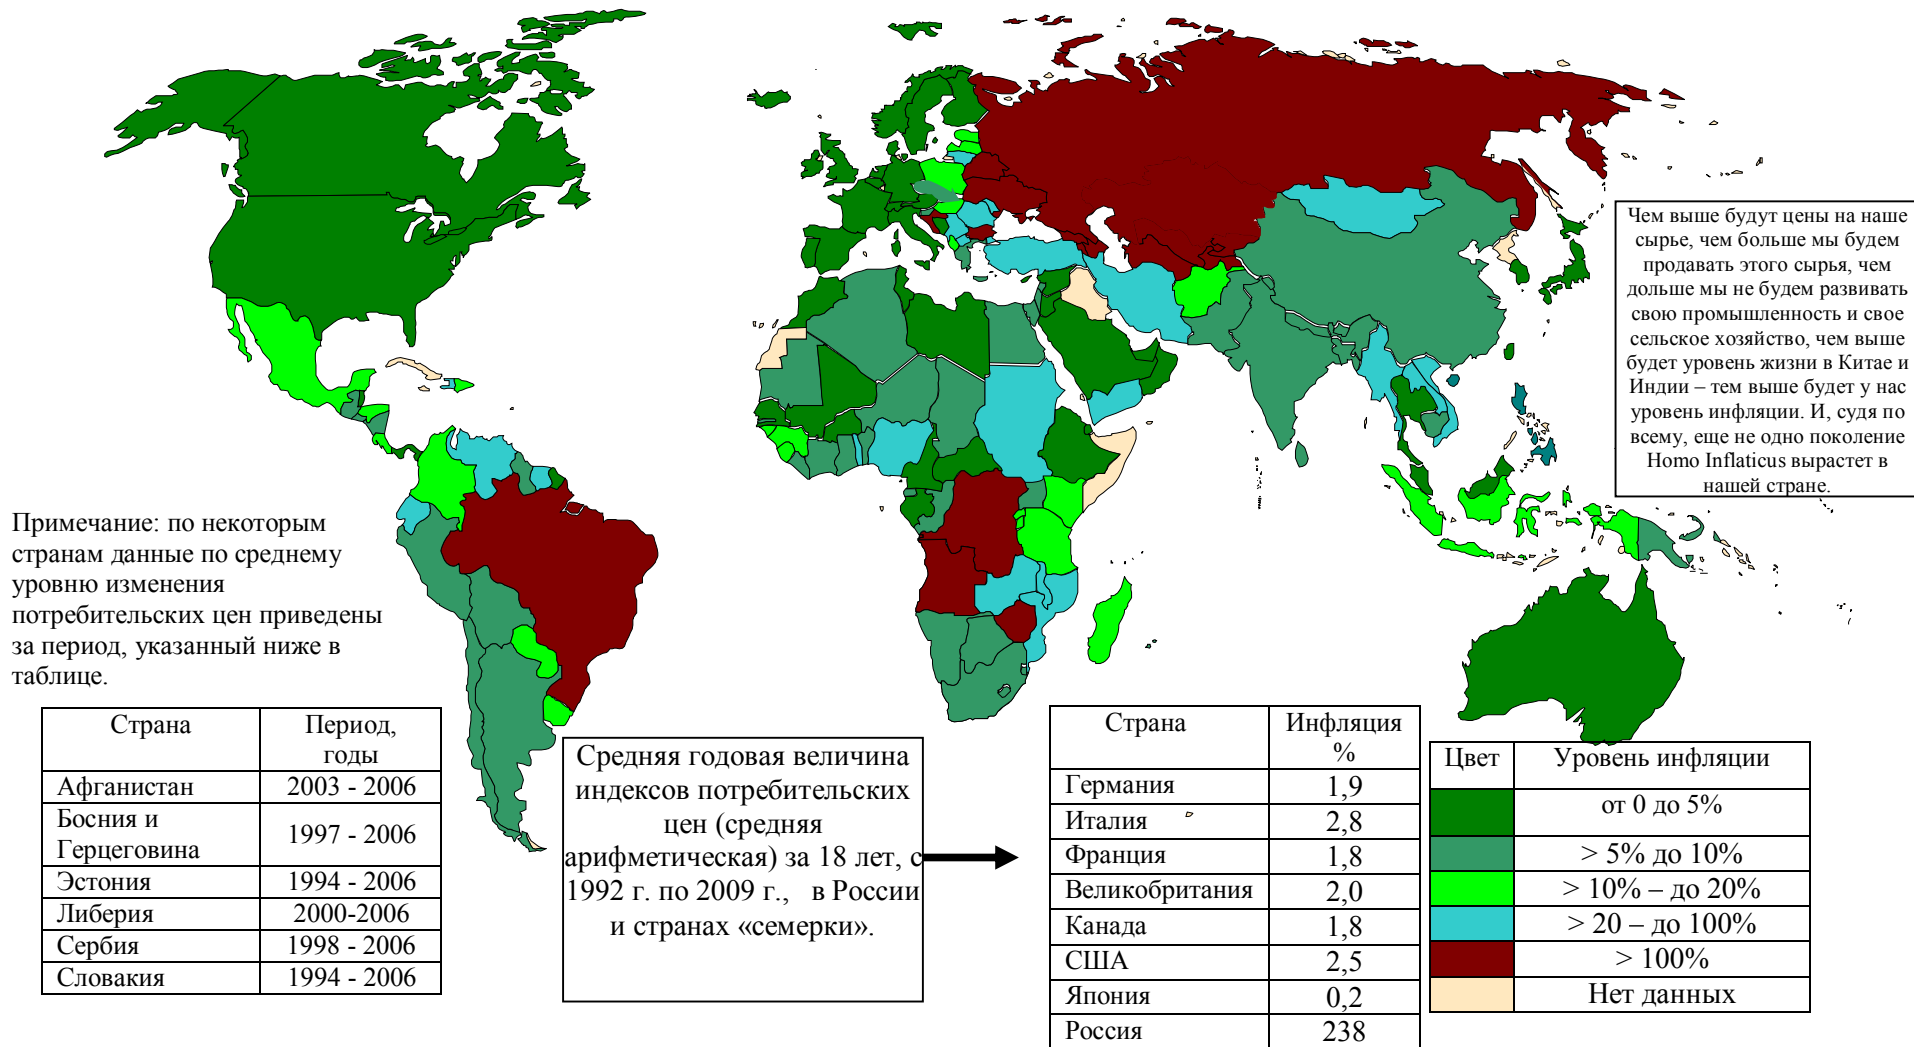 Чем выше будут цены на наше
сырье, чем больше мы будем
продавать этого сырья, чем
дольше мы не будем развивать
свою промышленность и свое
сельское хозяйство, чем выше
будет уровень жизни в Китае и
Индии – тем выше будет у нас
уровень инфляции. И, судя по
всему, еще не одно поколение
Homo Inflaticus вырастет в
нашей стране.
Примечание: по некоторым
странам данные по среднему
уровню изменения
потребительских цен приведены
за период, указанный ниже в
таблице.
Страна Период,
годы
Афганистан 2003 - 2006
Босния и
Герцеговина 1997 - 2006
Эстония 1994 - 2006
Либерия 2000-2006
Сербия 1998 - 2006
Словакия 1994 - 2006
Средняя годовая величина
индексов потребительских
цен (средняя
арифметическая) за 18 лет, с
1992 г. по 2009 г., в России
и странах «семерки».
Страна Инфляция
%
Германия 1,9
Италия 2,8
Франция 1,8
Великобритания 2,0
Канада 1,8
США 2,5
Япония 0,2
Россия 238
Цвет Уровень инфляции
от 0 до 5%
> 5% до 10%
> 10% – до 20%
> 20 – до 100%
> 100%
Нет данных